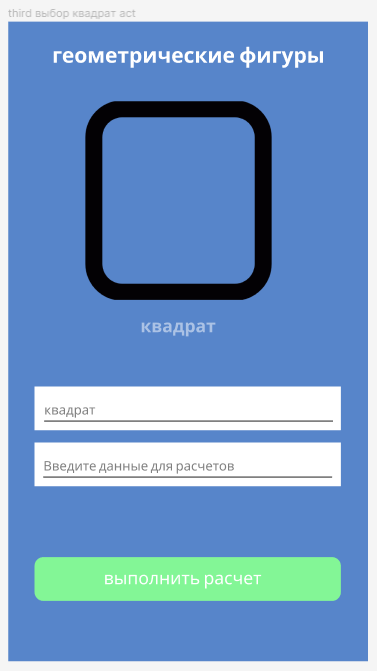 third выбор квадрат act
геометрические фигуры
квадрат
квадрат
Введите данные для расчетов
выполнить расчет